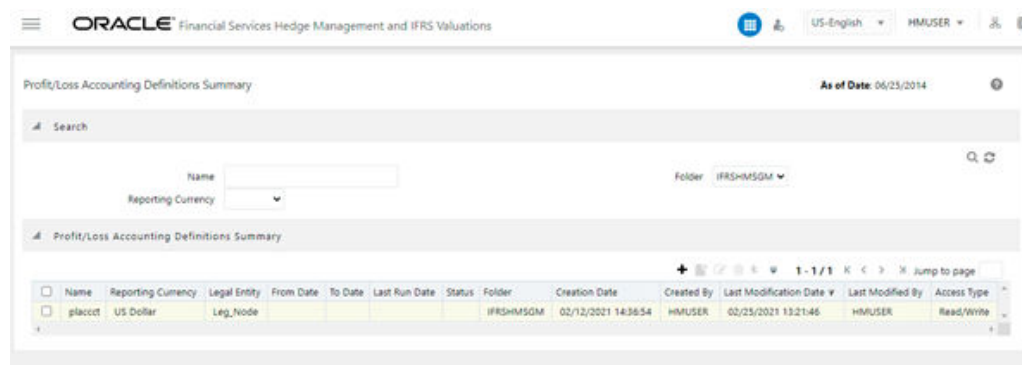 ORACLE Financial Services Hedge Management and IFRS Valuations US-English HMUSER
Profit/Loss Accounting Definitions Summary As of Date: 06/25/2014
Search
Name Folder IFRSHMSGM
Reporting Currency
Profit/Loss Accounting Definitions Summary
1 - 1 / 1 Jump to page
Name Reporting Currency Legal Entity From Date To Date Last Run Date Status Folder Creation Date Created By Last Modification Date Last Modified By Access Type
placcct US Dollar Leg_Node IFRSHMSGM 02/12/2021 14:36:54 HMUSER 02/25/2021 13:21:46 HMUSER Read/Write